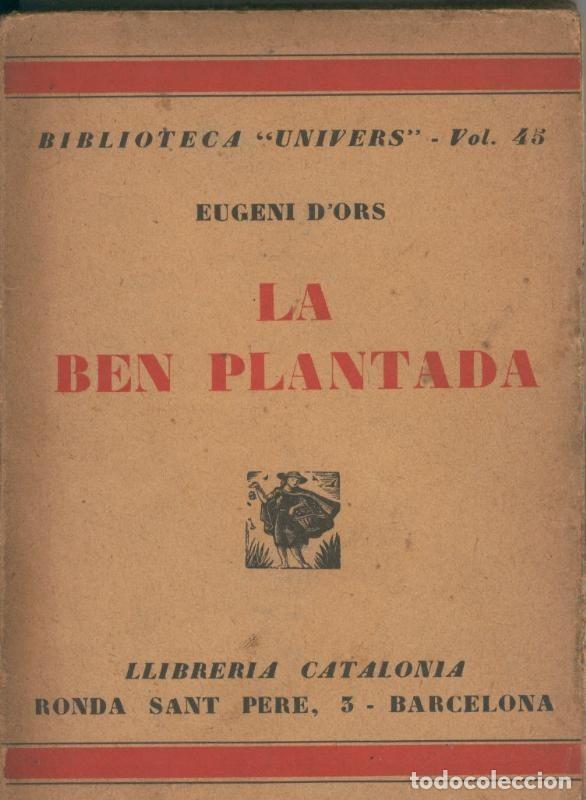 BIBLIOTECA “UNIVERS” - Vol. 45
EUGENI D'ORS
LA
BEN PLANTADA
LLIBRERIA CATALONIA
RONDA SANT PERE, 3 - BARCELONA
todocoleccion